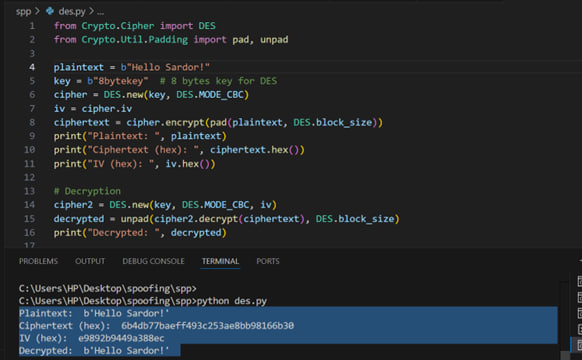 spp > des.py > ...
1 from Crypto.Cipher import DES
2 from Crypto.Util.Padding import pad, unpad
3
4 plaintext = b"Hello Sardor!"
5 key = b"8bytekey"  # 8 bytes key for DES
6 cipher = DES.new(key, DES.MODE_CBC)
7 iv = cipher.iv
8 ciphertext = cipher.encrypt(pad(plaintext, DES.block_size))
9 print("Plaintext: ", plaintext)
10 print("Ciphertext (hex): ", ciphertext.hex())
11 print("IV (hex): ", iv.hex())
12
13 # Decryption
14 cipher2 = DES.new(key, DES.MODE_CBC, iv)
15 decrypted = unpad(cipher2.decrypt(ciphertext), DES.block_size)
16 print("Decrypted: ", decrypted)
17
PROBLEMS OUTPUT DEBUG CONSOLE TERMINAL PORTS
C:\Users\HP\Desktop\spoofing\spp>
C:\Users\HP\Desktop\spoofing\spp>python des.py
Plaintext:  b'Hello Sardor!'
Ciphertext (hex):  6b4db77baeff493c253ae8bb98166b30
IV (hex):  e9892b9449a388ec
Decrypted:  b'Hello Sardor!'